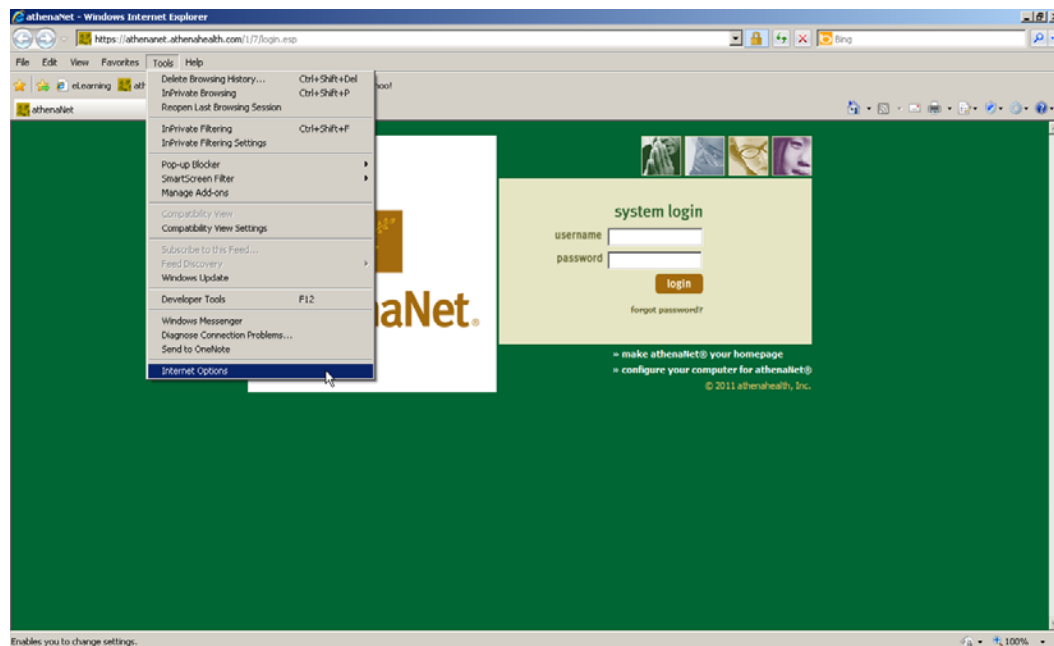 athenaNet - Windows Internet Explorer
https://athenanet.athenahealth.com/1/7/login.esp
Bing
File Edit View Favorites Tools Help
eLearning ath hoo!
athenaNet
Delete Browsing History... Ctrl+Shift+Del
InPrivate Browsing Ctrl+Shift+P
Reopen Last Browsing Session
InPrivate Filtering Ctrl+Shift+F
InPrivate Filtering Settings
Pop-up Blocker
SmartScreen Filter
Manage Add-ons
Compatibility View
Compatibility View Settings
Subscribe to this Feed...
Feed Discovery
Windows Update
Developer Tools F12
Windows Messenger
Diagnose Connection Problems...
Send to OneNote
Internet Options
aNet®
system login
username
password
login
forgot password?
» make athenaNet® your homepage
» configure your computer for athenaNet®
© 2011 athenahealth, Inc.
Enables you to change settings.
100%